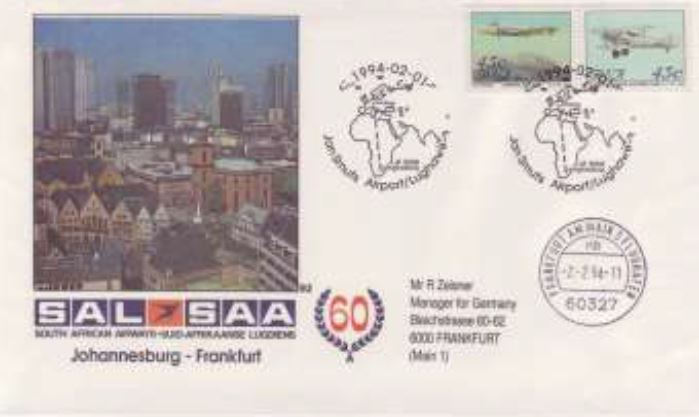 45c
45c
1994-02-01
Jan Smuts Airport/Lughawe
1994-02-01
Jan Smuts Airport/Lughawe
FRANKFURT AM MAIN FLUGHAFEN
-2-2.94-11
60327
SAL SAA
SOUTH AFRICAN AIRWAYS-SUID-AFRIKAANSE LUGDIENS
Johannesburg - Frankfurt
60
A
Mr R Zeisner
Manager for Germany
Bleichstrasse 60-62
6000 FRANKFURT
(Main 1)